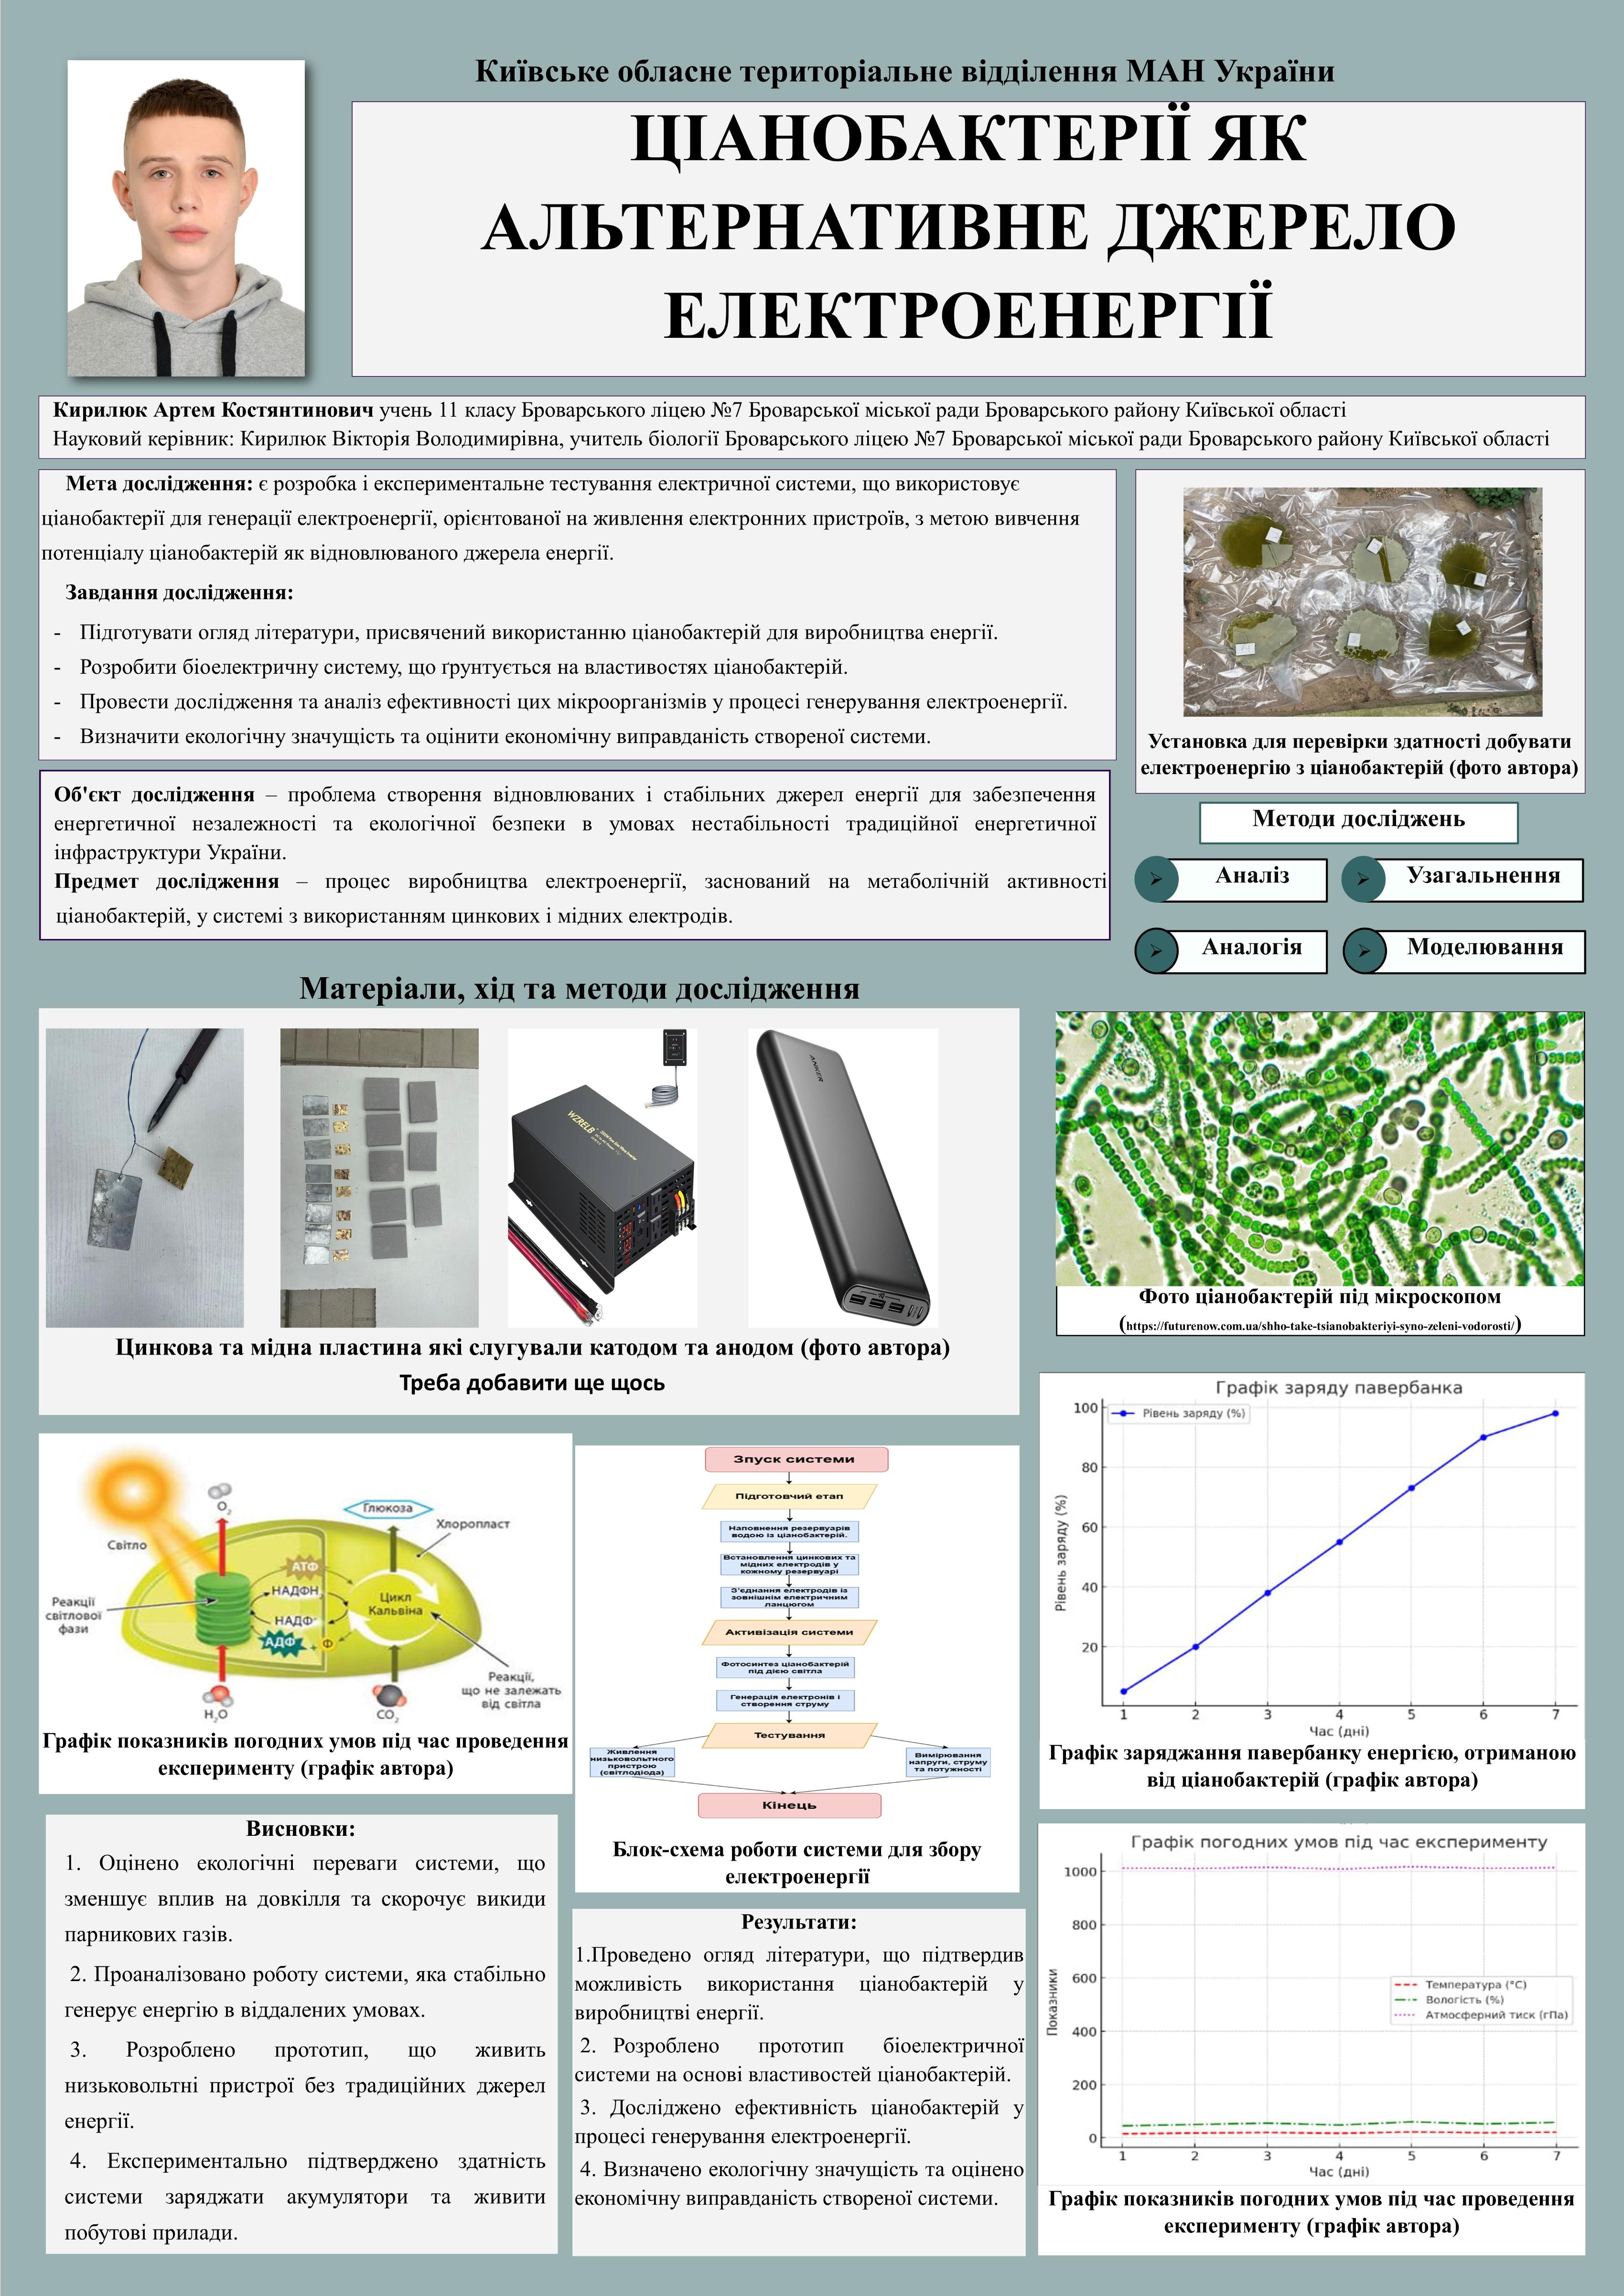 Київське обласне територіальне відділення МАН України
ЦІАНОБАКТЕРІЇ ЯК
АЛЬТЕРНАТИВНЕ ДЖЕРЕЛО
ЕЛЕКТРОЕНЕРГІЇ
Кирилюк Артем Костянтинович учень 11 класу Броварського ліцею №7 Броварської міської ради Броварського району Київської області
Науковий керівник: Кирилюк Вікторія Володимирівна, учитель біології Броварського ліцею №7 Броварської міської ради Броварського району Київської області
Мета дослідження: є розробка і експериментальне тестування електричної системи, що використовує
ціанобактерії для генерації електроенергії, орієнтованої на живлення електронних пристроїв, з метою вивчення
потенціалу ціанобактерій як відновлюваного джерела енергії.
Завдання дослідження:
- Підготувати огляд літератури, присвячений використанню ціанобактерій для виробництва енергії.
- Розробити біоелектричну систему, що ґрунтується на властивостях ціанобактерій.
- Провести дослідження та аналіз ефективності цих мікроорганізмів у процесі генерування електроенергії.
- Визначити екологічну значущість та оцінити економічну виправданість створеної системи.
Установка для перевірки здатності добувати
електроенергію з ціанобактерій (фото автора)
Об'єкт дослідження – проблема створення відновлюваних і стабільних джерел енергії для забезпечення
енергетичної незалежності та екологічної безпеки в умовах нестабільності традиційної енергетичної
інфраструктури України.
Предмет дослідження – процес виробництва електроенергії, заснований на метаболічній активності
ціанобактерій, у системі з використанням цинкових і мідних електродів.
Методи досліджень
Аналіз
Узагальнення
Аналогія
Моделювання
Матеріали, хід та методи дослідження
WZRELB
ANKER
Цинкова та мідна пластина які слугували катодом та анодом (фото автора)
Треба добавити ще щось
Фото ціанобактерій під мікроскопом
(https://futurenow.com.ua/shho-take-tsianobakteriyi-syno-zeleni-vodorosti/)
Світло
O2
Глюкоза
Хлоропласт
АТФ
НАДФН
НАДФ+
АДФ + Ф
Цикл
Кальвіна
Реакції
світлової
фази
Реакції,
що не залежать
від світла
H2O
CO2
Графік показників погодних умов під час проведення
експерименту (графік автора)
Зпуск системи
Підготовчий етап
Наповнення резервуарів
водою із ціанобактерій.
Встановлення цинкових та
мідних електродів у
кожному резервуарі
З'єднання електродів із
зовнішнім електричним
ланцюгом
Активізація системи
Фотосинтез ціанобактерій
під дією світла
Генерація електронів і
створення струму
Тестування
Живлення
низьковольтного
пристрою
(світлодіода)
Вимірювання
напруги, струму
та потужності
Кінець
Блок-схема роботи системи для збору
електроенергії
Графік заряду павербанка
Рівень заряду (%)
100
80
60
40
20
Рівень заряду (%)
1 2 3 4 5 6 7
Час (дні)
Графік заряджання павербанку енергією, отриманою
від ціанобактерій (графік автора)
Висновки:
1. Оцінено екологічні переваги системи, що
зменшує вплив на довкілля та скорочує викиди
парникових газів.
2. Проаналізовано роботу системи, яка стабільно
генерує енергію в віддалених умовах.
3. Розроблено прототип, що живить
низьковольтні пристрої без традиційних джерел
енергії.
4. Експериментально підтверджено здатність
системи заряджати акумулятори та живити
побутові прилади.
Результати:
1.Проведено огляд літератури, що підтвердив
можливість використання ціанобактерій у
виробництві енергії.
2. Розроблено прототип біоелектричної
системи на основі властивостей ціанобактерій.
3. Досліджено ефективність ціанобактерій у
процесі генерування електроенергії.
4. Визначено екологічну значущість та оцінено
економічну виправданість створеної системи.
Графік погодних умов під час експерименту
1000
800
600
400
200
0
Показники
Температура (°C)
Вологість (%)
Атмосферний тиск (гПа)
1 2 3 4 5 6 7
Час (дні)
Графік показників погодних умов під час проведення
експерименту (графік автора)